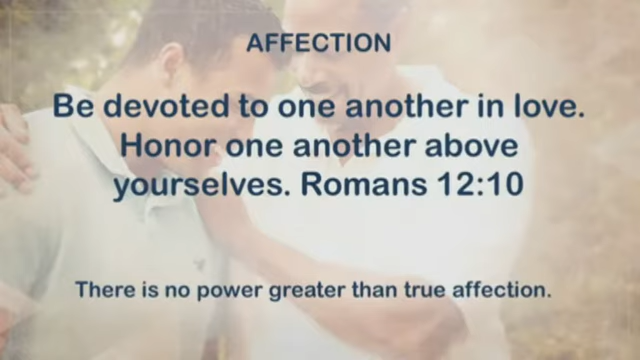 AFFECTION
Be devoted to one another in love.
Honor one another above
yourselves. Romans 12:10
There is no power greater than true affection.